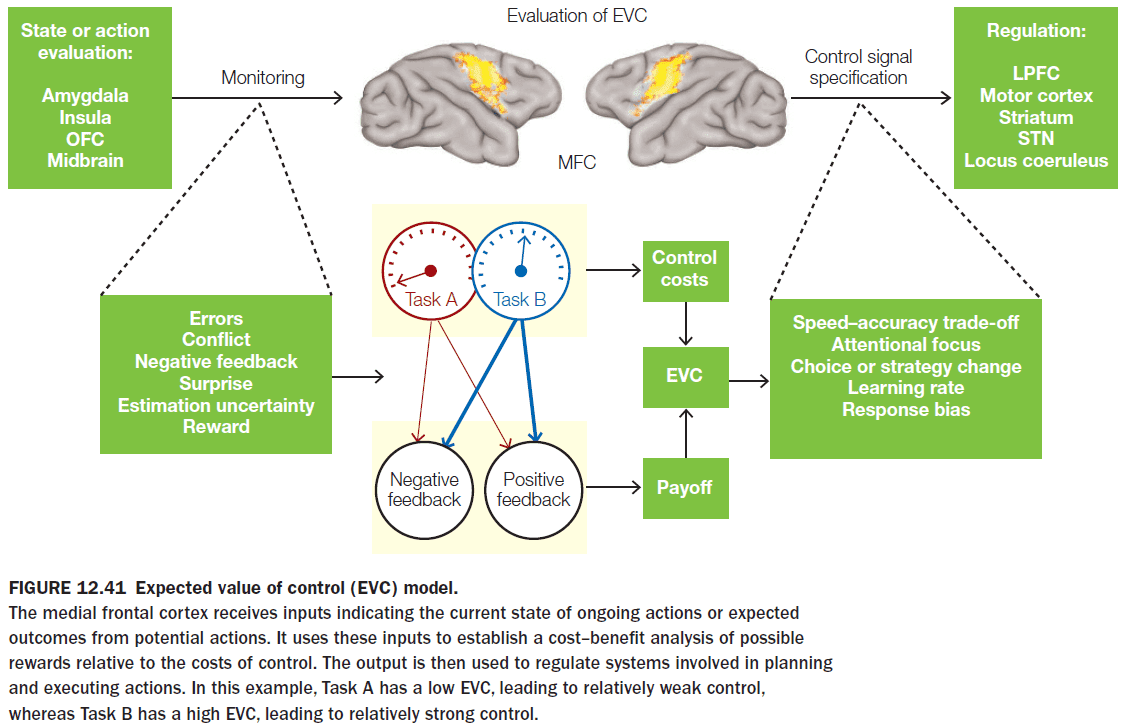 State or action
evaluation:
Amygdala
Insula
OFC
Midbrain
Monitoring
Evaluation of EVC
MFC
Control signal
specification
Regulation:
LPFC
Motor cortex
Striatum
STN
Locus coeruleus
Errors
Conflict
Negative feedback
Surprise
Estimation uncertainty
Reward
Task A
Task B
Negative
feedback
Positive
feedback
Control
costs
EVC
Payoff
Speed–accuracy trade-off
Attentional focus
Choice or strategy change
Learning rate
Response bias
FIGURE 12.41 Expected value of control (EVC) model.
The medial frontal cortex receives inputs indicating the current state of ongoing actions or expected
outcomes from potential actions. It uses these inputs to establish a cost–benefit analysis of possible
rewards relative to the costs of control. The output is then used to regulate systems involved in planning
and executing actions. In this example, Task A has a low EVC, leading to relatively weak control,
whereas Task B has a high EVC, leading to relatively strong control.